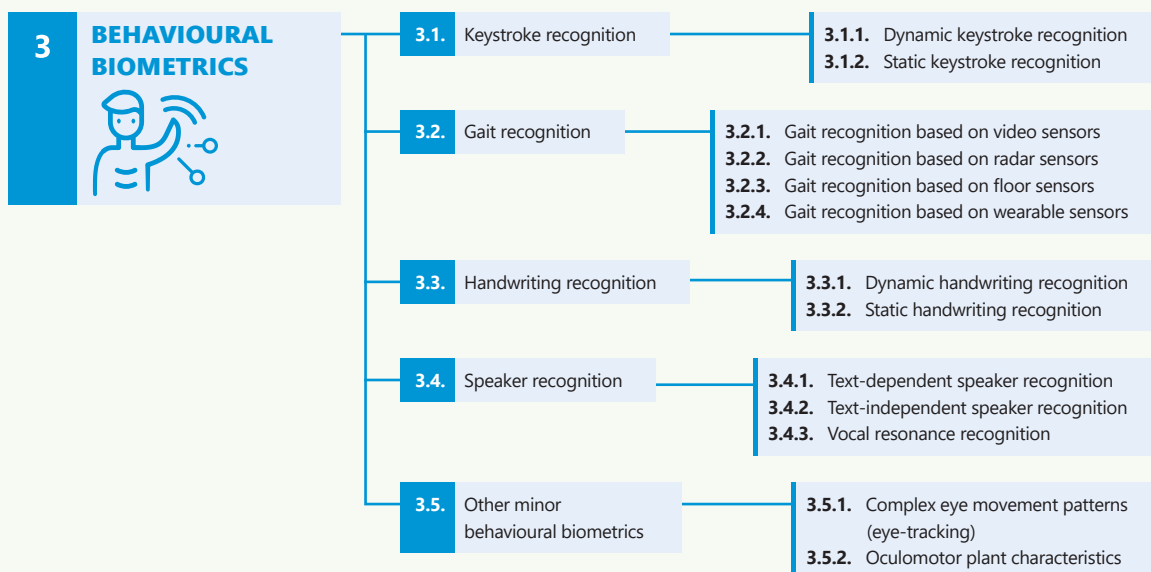 3
BEHAVIOURAL
BIOMETRICS
3.1. Keystroke recognition
3.1.1. Dynamic keystroke recognition
3.1.2. Static keystroke recognition
3.2. Gait recognition
3.2.1. Gait recognition based on video sensors
3.2.2. Gait recognition based on radar sensors
3.2.3. Gait recognition based on floor sensors
3.2.4. Gait recognition based on wearable sensors
3.3. Handwriting recognition
3.3.1. Dynamic handwriting recognition
3.3.2. Static handwriting recognition
3.4. Speaker recognition
3.4.1. Text-dependent speaker recognition
3.4.2. Text-independent speaker recognition
3.4.3. Vocal resonance recognition
3.5. Other minor
behavioural biometrics
3.5.1. Complex eye movement patterns
(eye-tracking)
3.5.2. Oculomotor plant characteristics